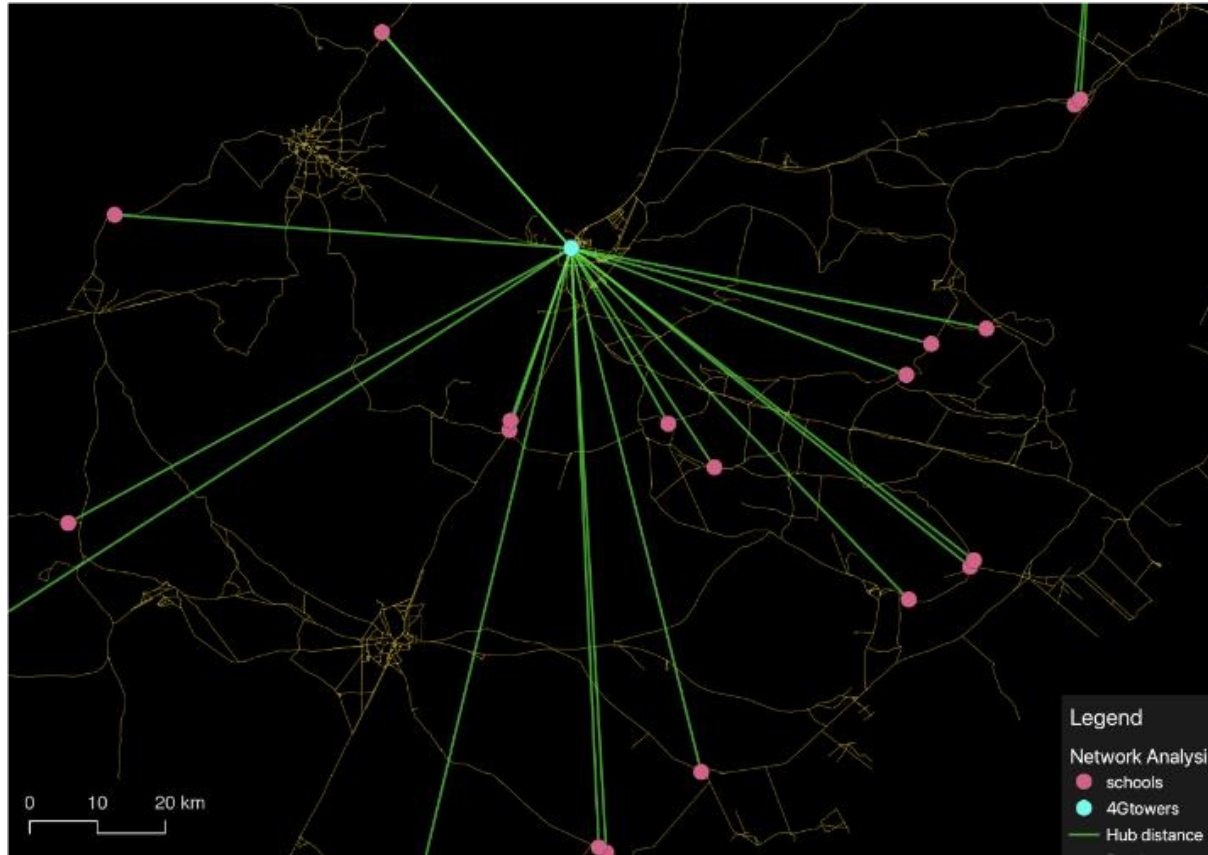 0 10 20 km
Legend
Network Analysi
schools
4Gtowers
Hub distance